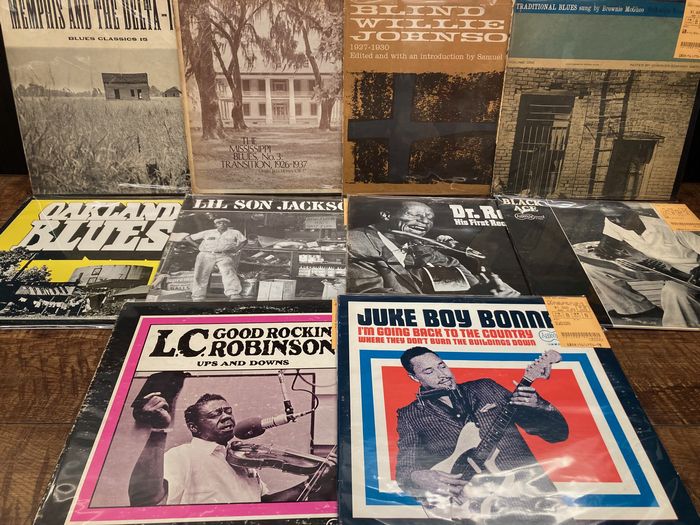 MEMPHIS AND THE DELTA-1
BLUES CLASSICS 15
THE
MISSISSIPPI
BLUES, No. 3:
TRANSITION, 1926-1937
BLIND
WILLIE
JOHNSO
1927-1930
Edited and with an introduction by Samuel
TRADITIONAL BLUES sung by Brownie McGhee
OAKLAND
BLUES
LIL SON JACKSO
Dr. R
His First Rec
BLACK
ACE
L.C. GOOD ROCKIN
ROBINSON
UPS AND DOWNS
JUKE BOY BONN
I'M GOING BACK TO THE COUNTRY
WHERE THEY DON'T BURN THE BUILDINGS DOWN